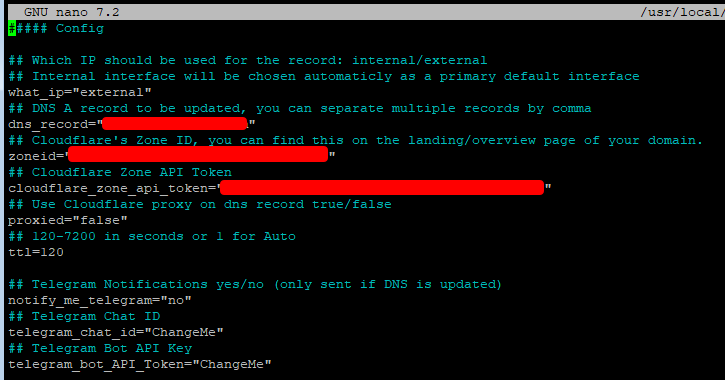 GNU nano 7.2 /usr/local/
##### Config
## Which IP should be used for the record: internal/external
## Internal interface will be chosen automaticly as a primary default interface
what_ip="external"
## DNS A record to be updated, you can separate multiple records by comma
dns_record=" "
## Cloudflare's Zone ID, you can find this on the landing/overview page of your domain.
zoneid=" "
## Cloudflare Zone API Token
cloudflare_zone_api_token=" "
## Use Cloudflare proxy on dns record true/false
proxied="false"
## 120-7200 in seconds or 1 for Auto
ttl=120
## Telegram Notifications yes/no (only sent if DNS is updated)
notify_me_telegram="no"
## Telegram Chat ID
telegram_chat_id="ChangeMe"
## Telegram Bot API Key
telegram_bot_API_Token="ChangeMe"